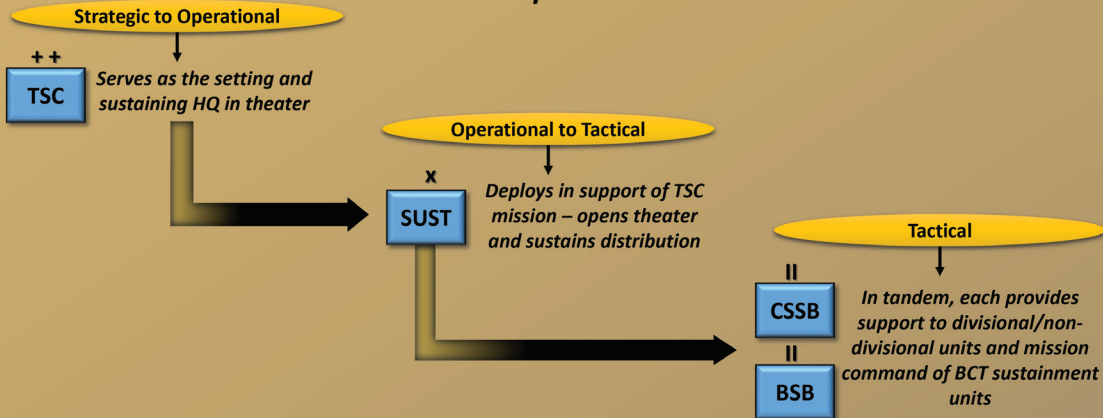 Strategic to Operational
++
TSC
Serves as the setting and
sustaining HQ in theater
Operational to Tactical
x
SUST
Deploys in support of TSC
mission – opens theater
and sustains distribution
Tactical
II
CSSB
II
BSB
In tandem, each provides
support to divisional/non-
divisional units and mission
command of BCT sustainment
units